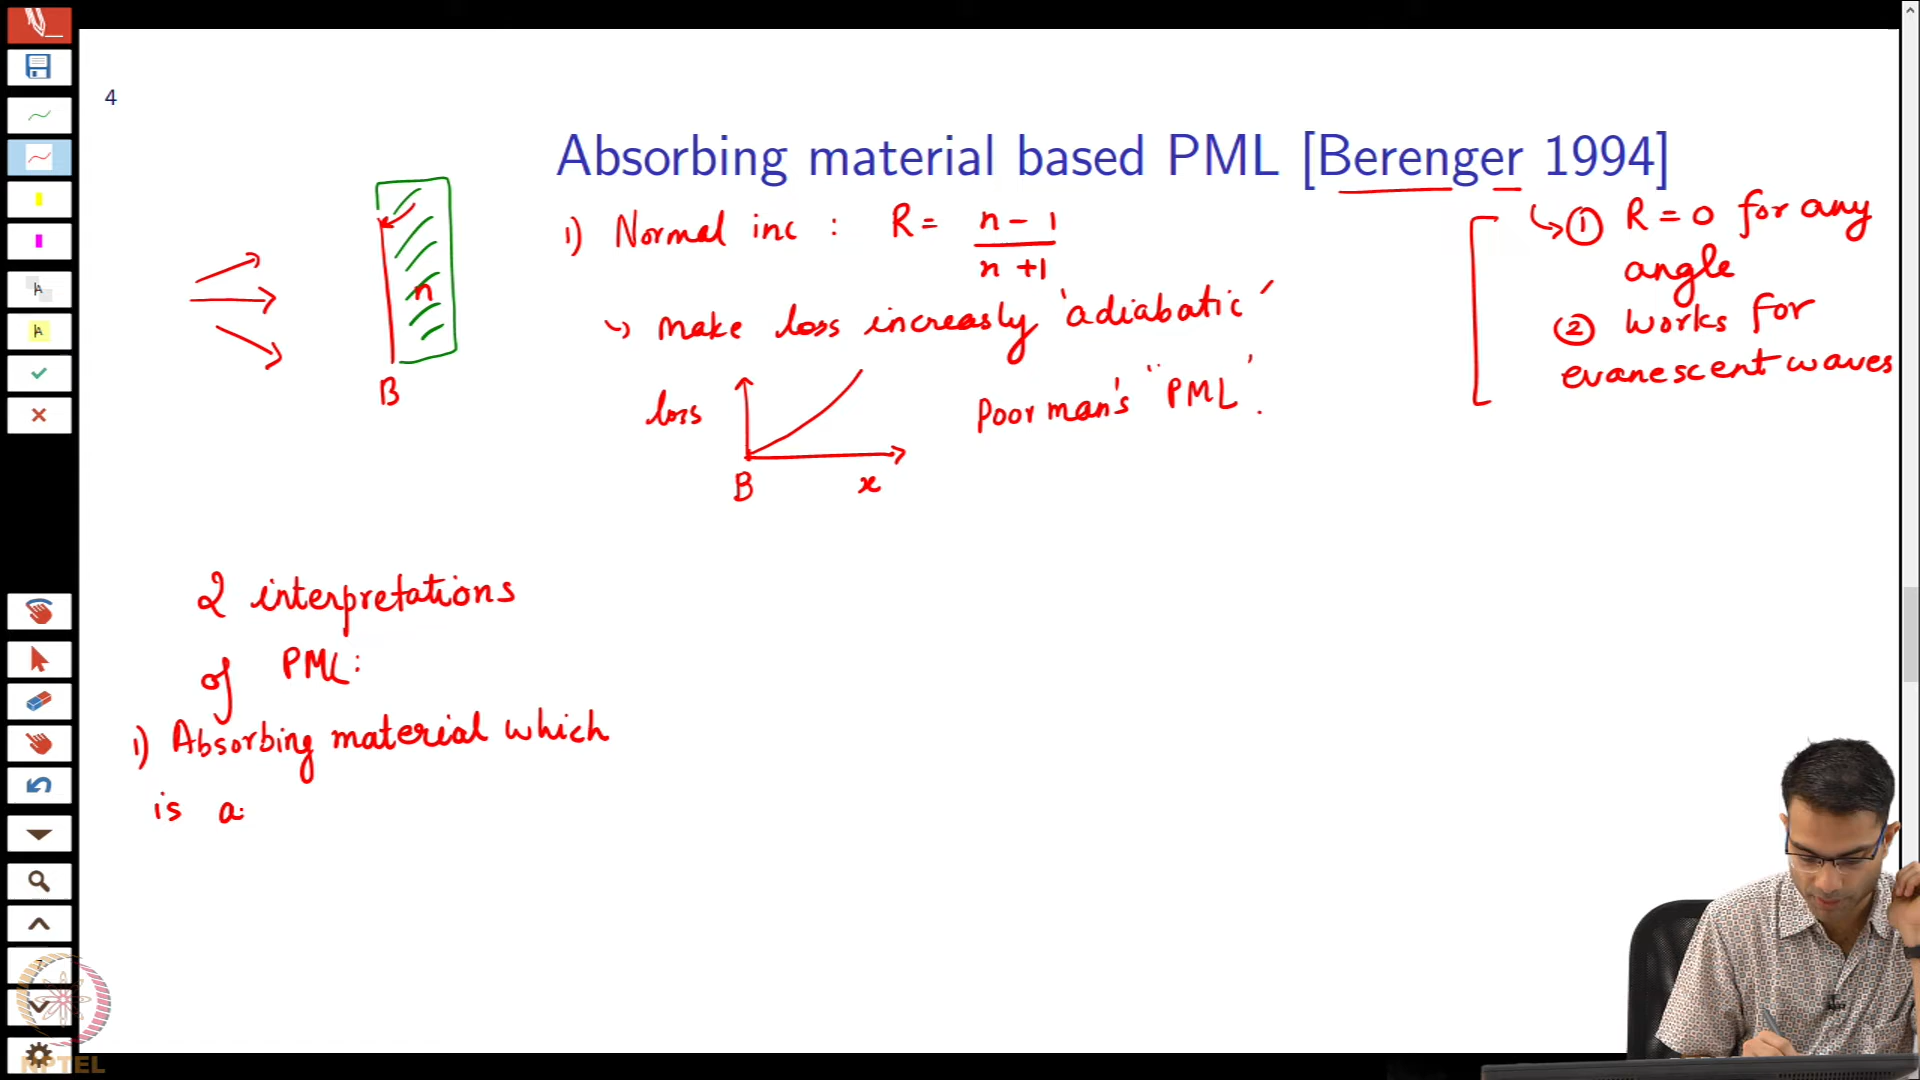 4
Absorbing material based PML [Berenger 1994]
1) Normal inc : R = n - 1 / n + 1
↳ make loss increasly 'adiabatic'
loss
B
x
Poor man's "PML".
↳ ① R = 0 for any
angle
② works for
evanescent waves
n
B
2 interpretations
of PML:
1) Absorbing material which
is a
NPTEL